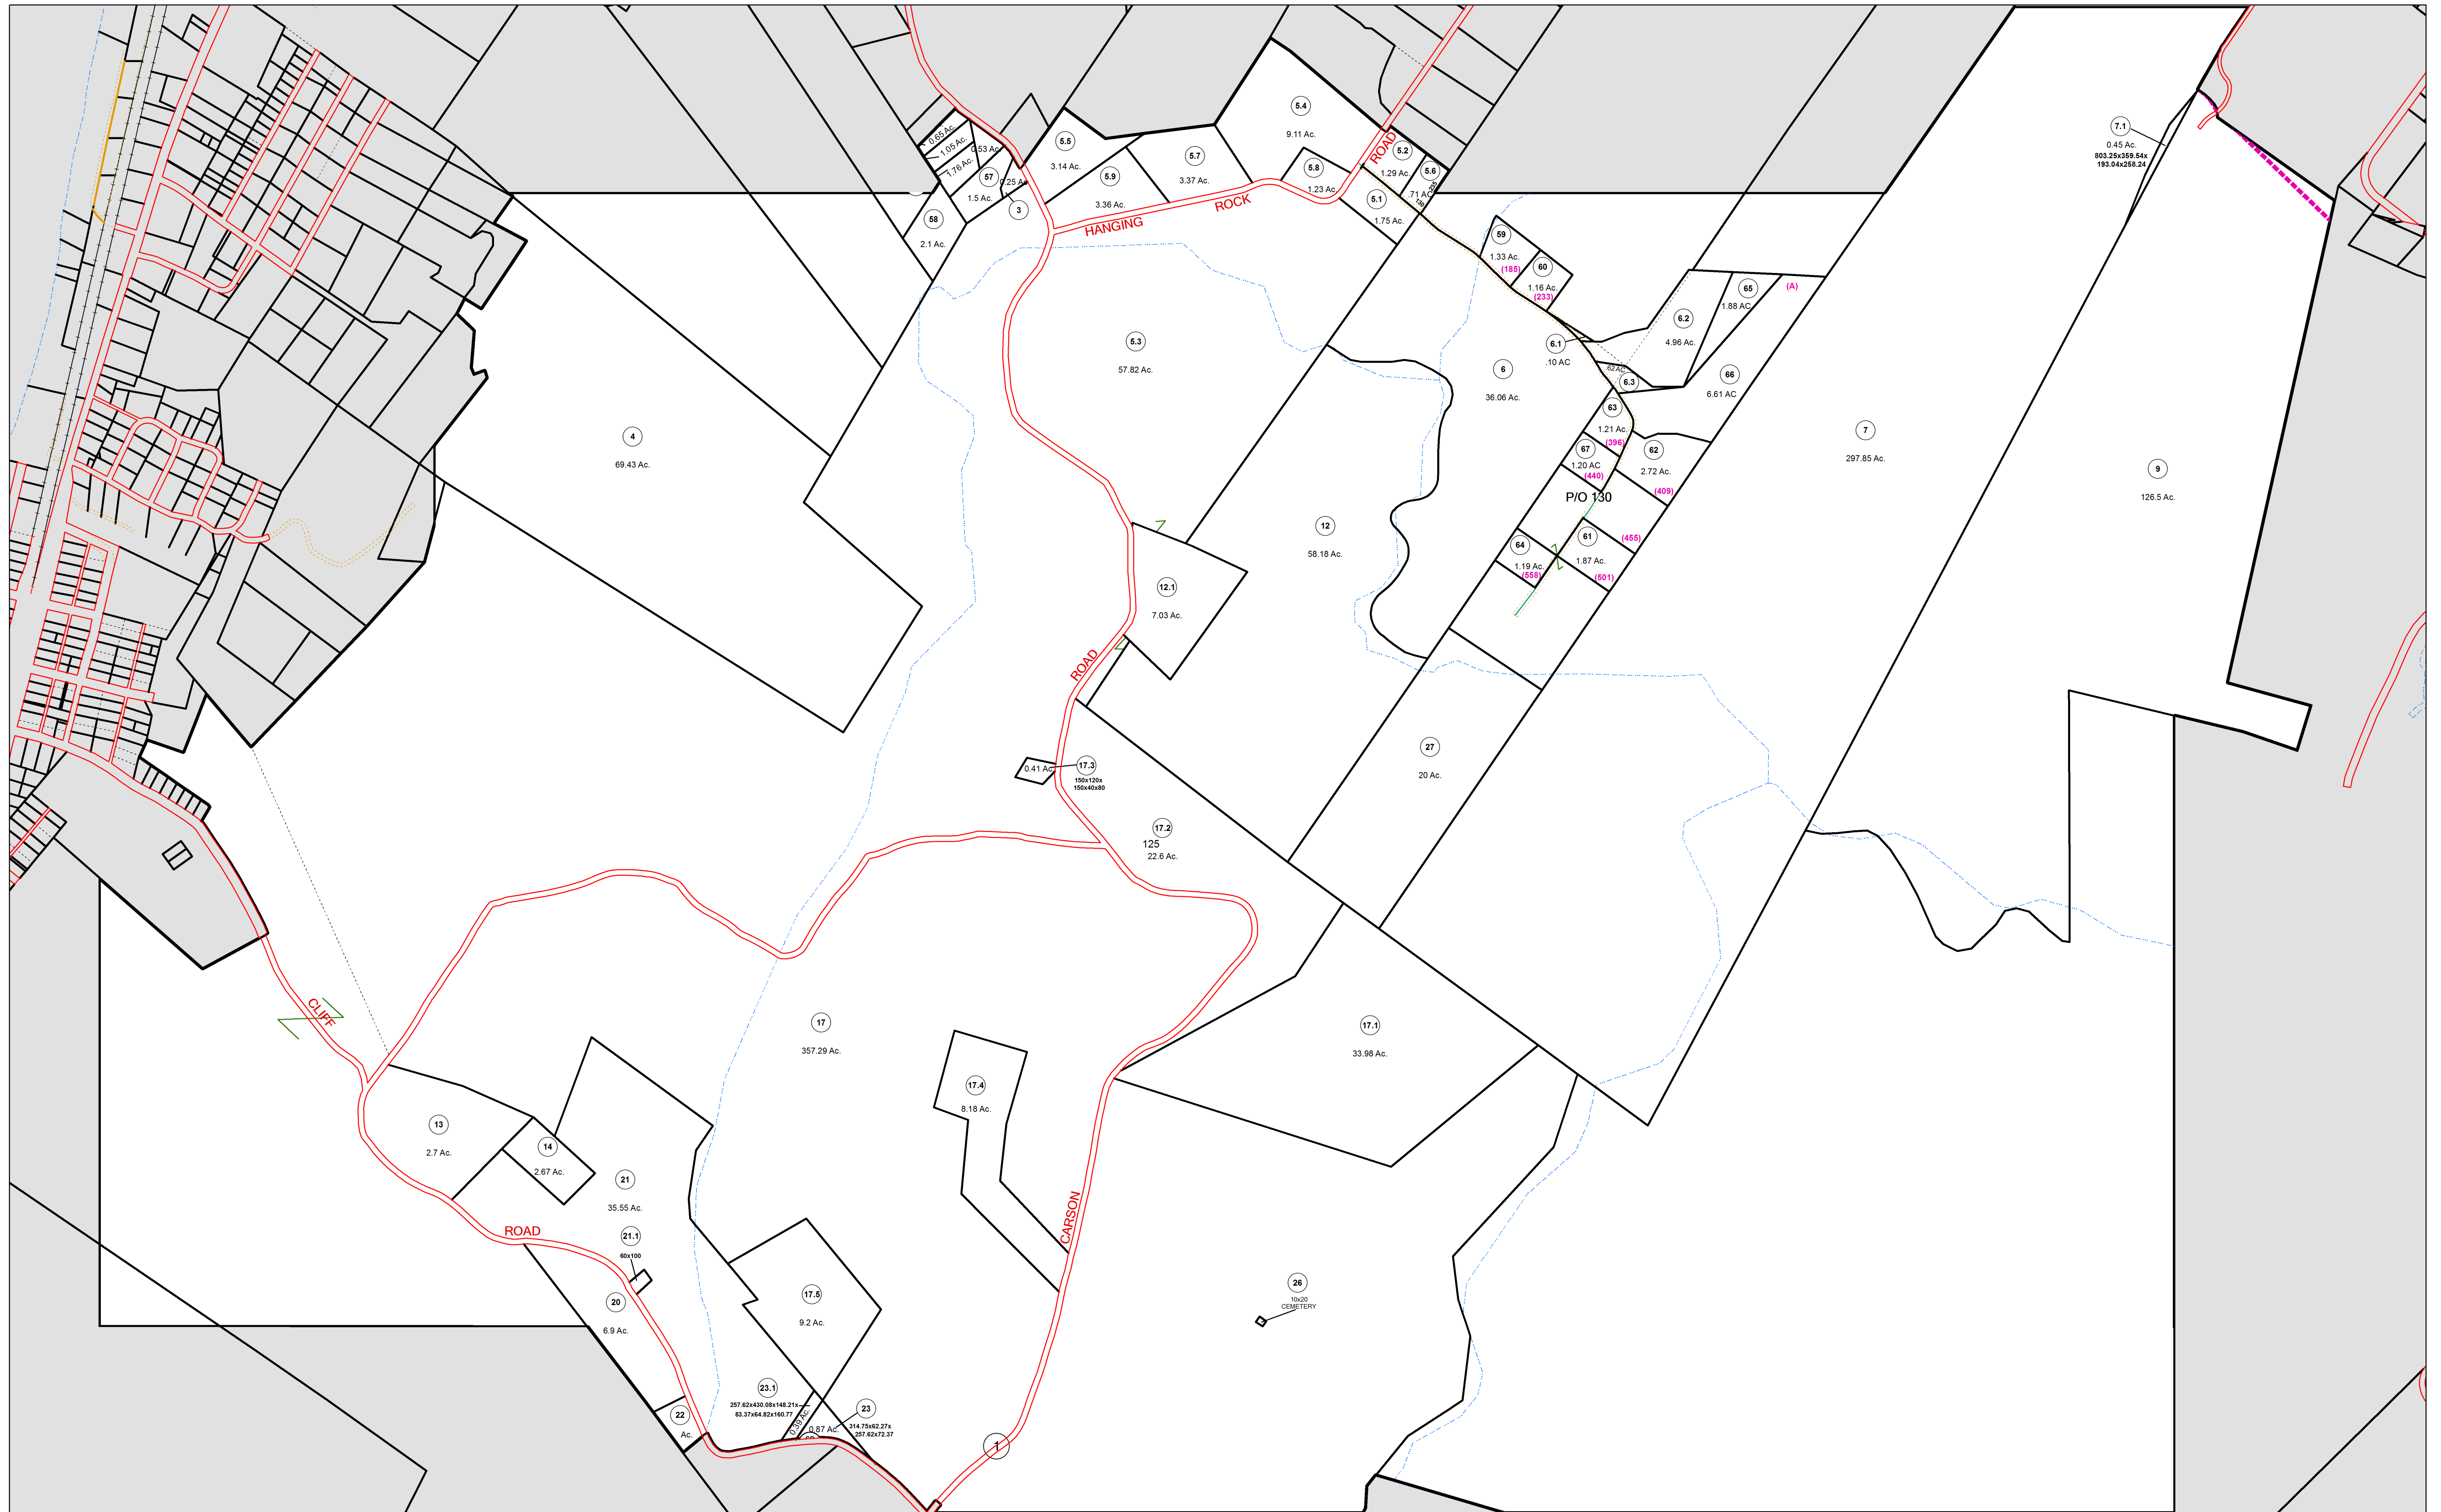 5.4
9.11 Ac.
ROAD
7.1
0.45 Ac.
803.25x359.54x
193.04x258.24
0.65 Ac.
1.05 Ac.
1.76 Ac.
0.53 Ac.
57
1.5 Ac.
0.25 Ac.
3
58
2.1 Ac.
5.5
3.14 Ac.
5.9
3.36 Ac.
5.7
3.37 Ac.
5.8
1.23 Ac.
5.2
1.29 Ac.
5.6
.71 AC
225
130
5.1
1.75 Ac.
HANGING
ROCK
59
1.33 Ac.
(185)
60
1.16 Ac.
(233)
65
1.88 AC
(A)
6.2
4.96 Ac.
6.1
.10 AC
.62 AC
6.3
5.3
57.82 Ac.
6
36.06 Ac.
66
6.61 AC
63
1.21 Ac.
(396)
4
69.43 Ac.
7
297.85 Ac.
67
1.20 AC
(440)
62
2.72 Ac.
(409)
9
126.5 Ac.
P/O 130
12
58.18 Ac.
64
1.19 Ac.
(558)
61
1.87 Ac.
(455)
(501)
12.1
7.03 Ac.
ROAD
27
20 Ac.
0.41 Ac.
17.3
150x120x
150x40x80
17.2
125
22.6 Ac.
CLIFF
17
357.29 Ac.
17.1
33.98 Ac.
17.4
8.18 Ac.
13
2.7 Ac.
14
2.67 Ac.
21
35.55 Ac.
ROAD
21.1
60x100
CARSON
20
6.9 Ac.
17.5
9.2 Ac.
26
10x20
CEMETERY
23.1
257.62x430.08x148.21x
83.37x64.82x160.77
0.39 Ac.
23
314.75x62.27x
257.62x72.37
0.87 Ac.
22
Ac.
1